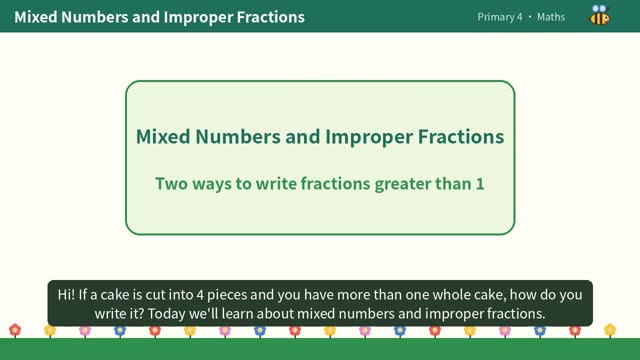 Mixed Numbers and Improper Fractions
Primary 4 • Maths
Mixed Numbers and Improper Fractions
Two ways to write fractions greater than 1
Hi! If a cake is cut into 4 pieces and you have more than one whole cake, how do you
write it? Today we'll learn about mixed numbers and improper fractions.